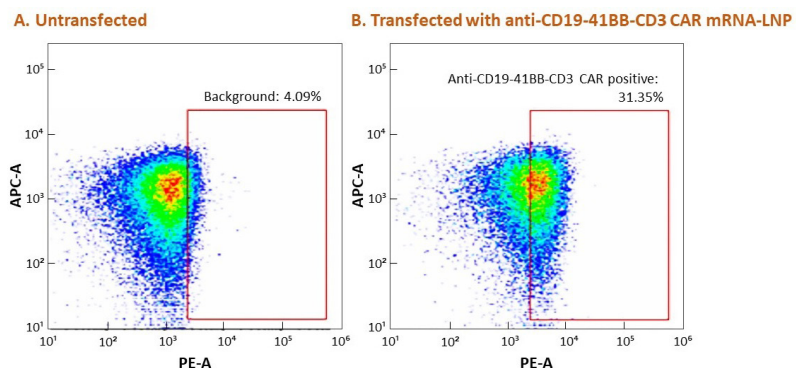 A. Untransfected
B. Transfected with anti-CD19-41BB-CD3 CAR mRNA-LNP
Background: 4.09%
10⁵
10⁴
10³
10²
10¹
APC-A
10¹ 10² 10³ 10⁴ 10⁵ 10⁶
PE-A
Anti-CD19-41BB-CD3 CAR positive:
31.35%
10⁵
10⁴
10³
10²
10¹
APC-A
10¹ 10² 10³ 10⁴ 10⁵ 10⁶
PE-A